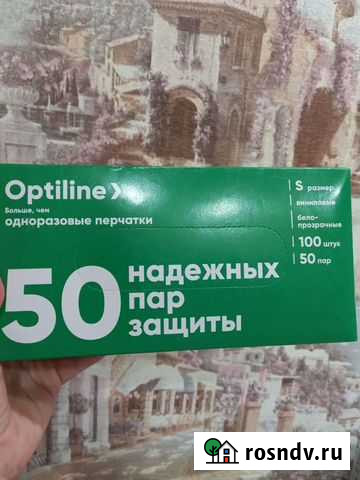 Optiline
Больше, чем
одноразовые перчатки
50 надежных
пар
защиты
S размер
виниловые
бело-
прозрачные
100 штук
50 пар
rosndv.ru